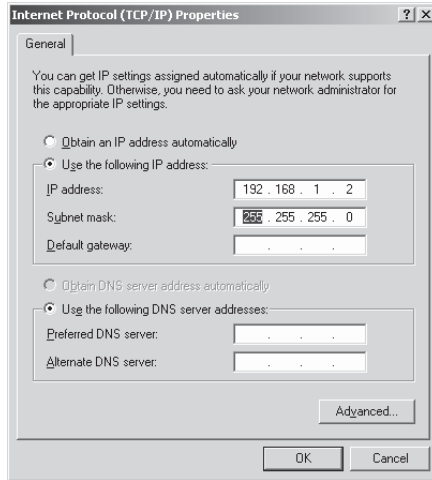 Internet Protocol (TCP/IP) Properties
General
You can get IP settings assigned automatically if your network supports
this capability. Otherwise, you need to ask your network administrator for
the appropriate IP settings.
Obtain an IP address automatically
Use the following IP address:
IP address: 192 . 168 . 1 . 2
Subnet mask: 255 . 255 . 255 . 0
Default gateway: . . .
Obtain DNS server address automatically
Use the following DNS server addresses:
Preferred DNS server: . . .
Alternate DNS server: . . .
Advanced...
OK Cancel